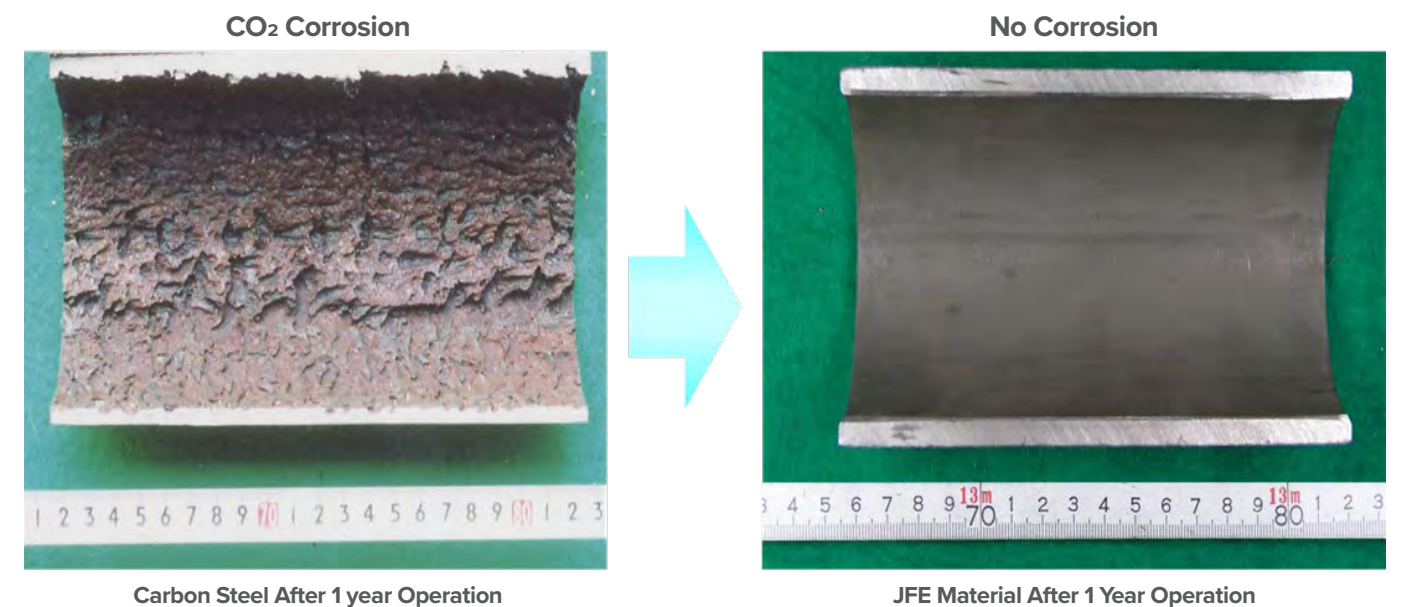 CO₂ Corrosion
No Corrosion
1 2 3 4 5 6 7 8 9 70 1 2 3 4 5 6 7 8 9 80 1 2 3
3 4 5 6 7 8 9 13m 70 1 2 3 4 5 6 7 8 9 13m 80 1 2 3
Carbon Steel After 1 year Operation
JFE Material After 1 Year Operation